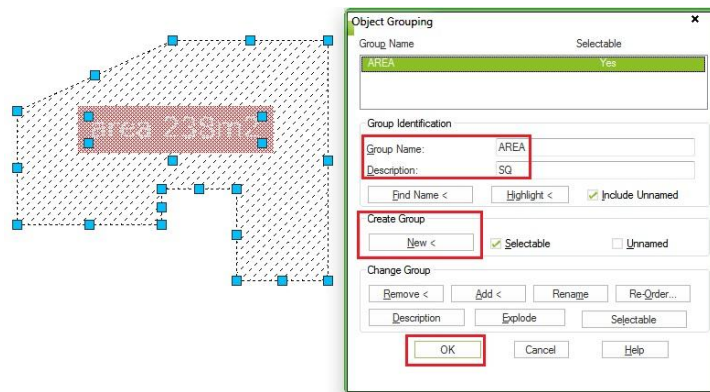 area 238m2
Object Grouping
Group Name Selectable
AREA Yes
Group Identification
Group Name: AREA
Description: SQ
Find Name < Highlight < Include Unnamed
Create Group
New < Selectable Unnamed
Change Group
Remove < Add < Rename Re-Order...
Description Explode Selectable
OK Cancel Help